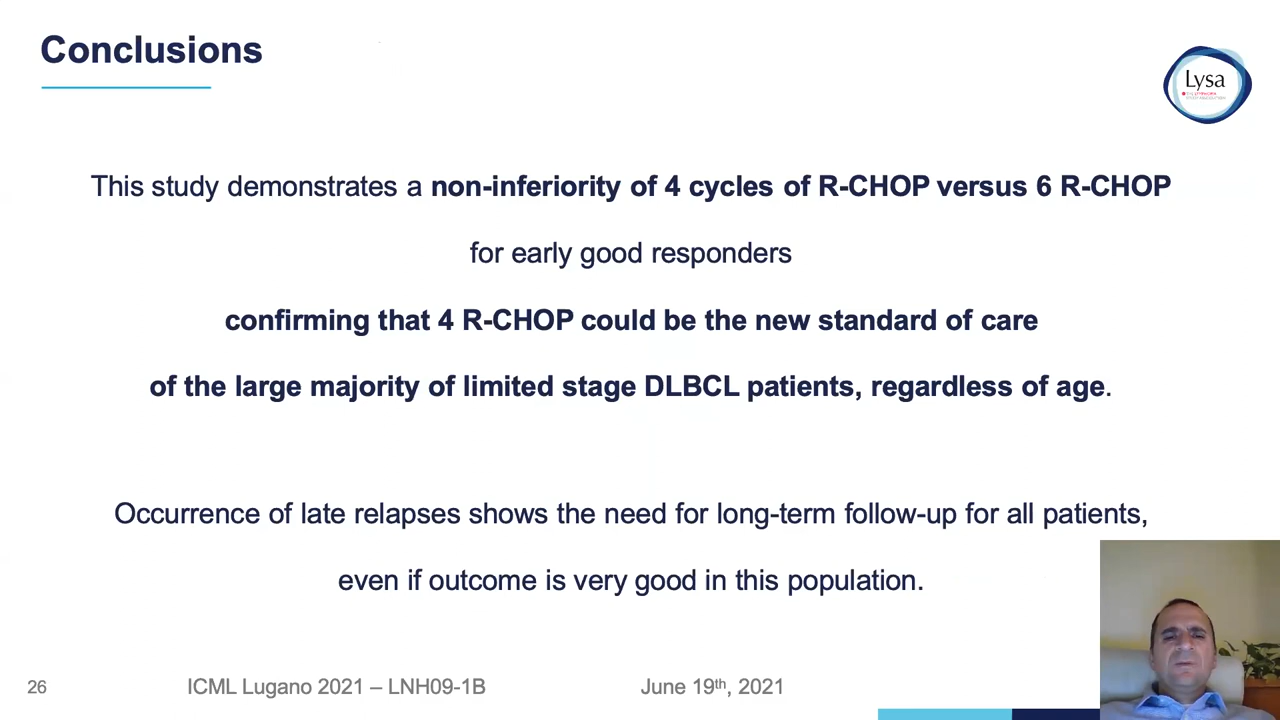 Conclusions
Lysa
This study demonstrates a non-inferiority of 4 cycles of R-CHOP versus 6 R-CHOP
for early good responders
confirming that 4 R-CHOP could be the new standard of care
of the large majority of limited stage DLBCL patients, regardless of age.
Occurrence of late relapses shows the need for long-term follow-up for all patients,
even if outcome is very good in this population.
26 ICML Lugano 2021 – LNH09-1B June 19th, 2021